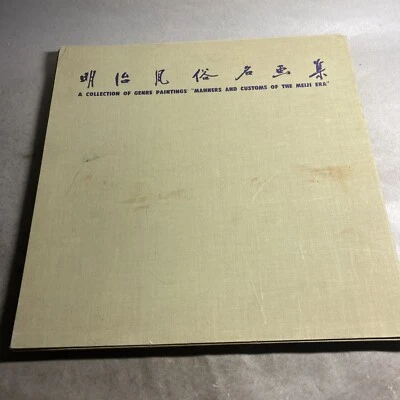 明治風俗名画集
A COLLECTION OF GENRE PAINTINGS "MANNERS AND CUSTOMS OF THE MEIJI ERA"